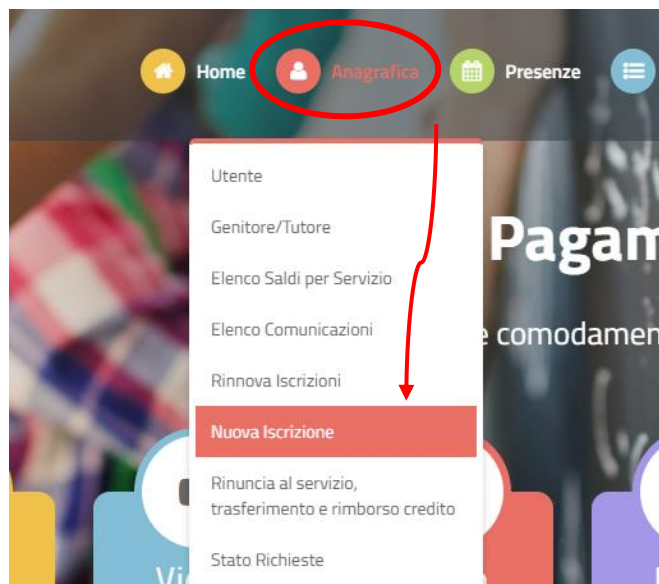 Home Anagrafica Presenze
Utente
Genitore/Tutore
Elenco Saldi per Servizio
Elenco Comunicazioni
Rinnova Iscrizioni
Nuova Iscrizione
Rinuncia al servizio,
trasferimento e rimborso credito
Stato Richieste
Pagam
e comodamen
Vi